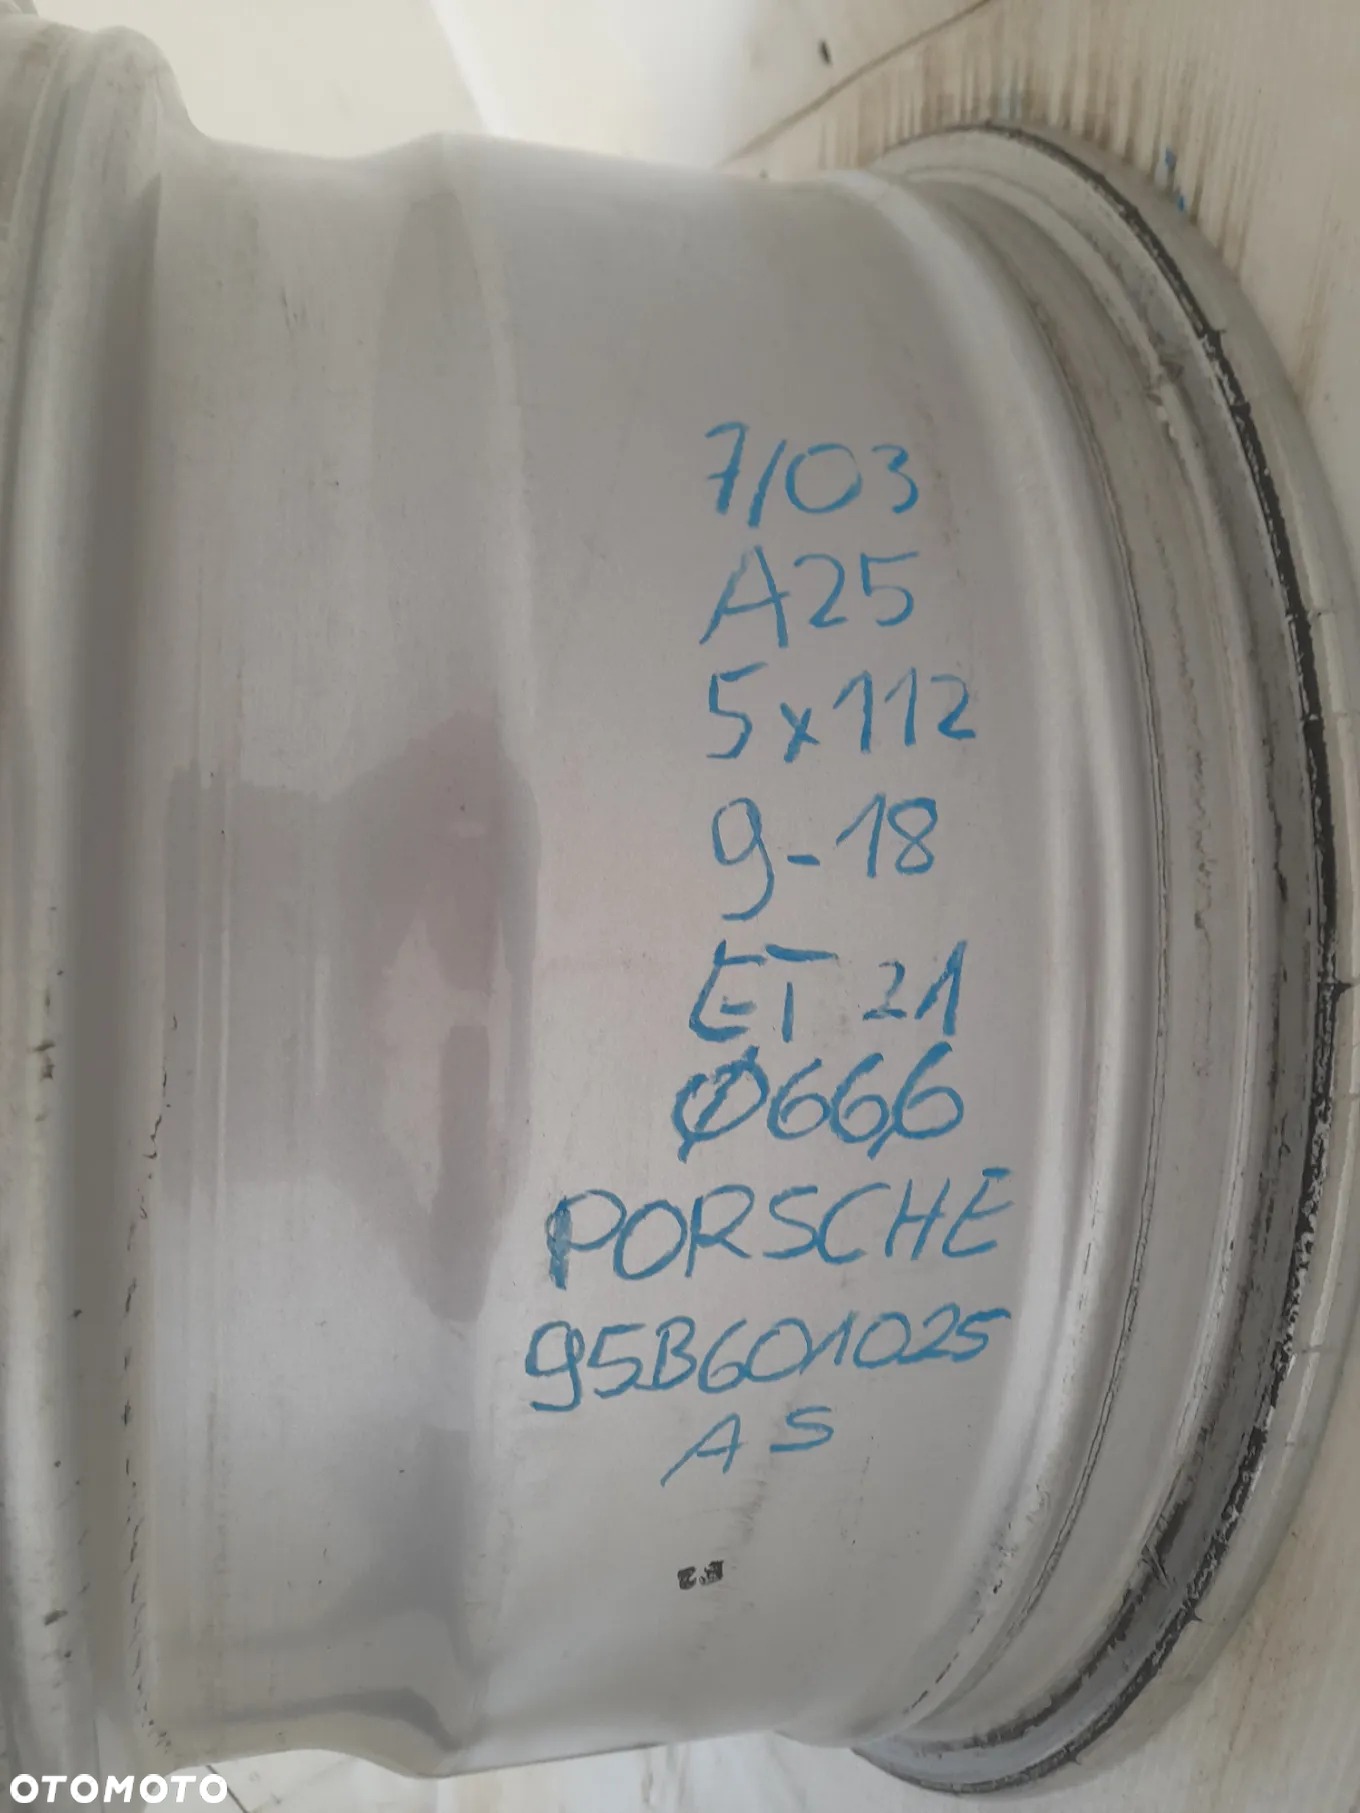 7/03
A25
5x112
9-18
ET 21
Ø66,6
PORSCHE
95B601025
AS
OTOMOTO